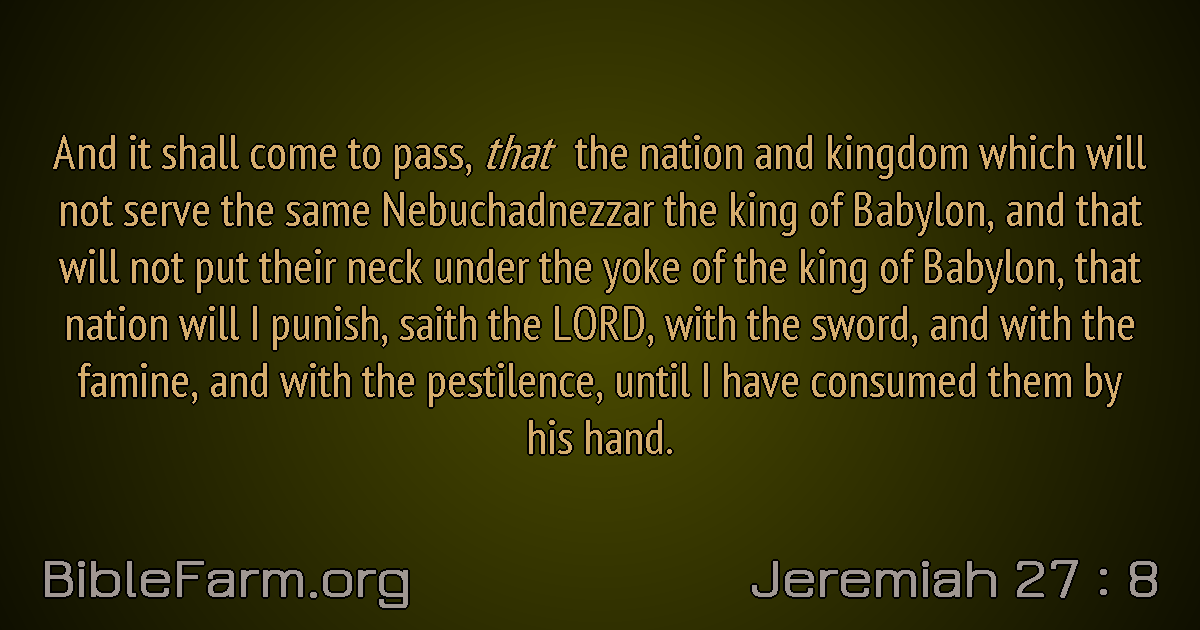 And it shall come to pass, that the nation and kingdom which will
not serve the same Nebuchadnezzar the king of Babylon, and that
will not put their neck under the yoke of the king of Babylon, that
nation will I punish, saith the LORD, with the sword, and with the
famine, and with the pestilence, until I have consumed them by
his hand.
BibleFarm.org
Jeremiah 27 : 8